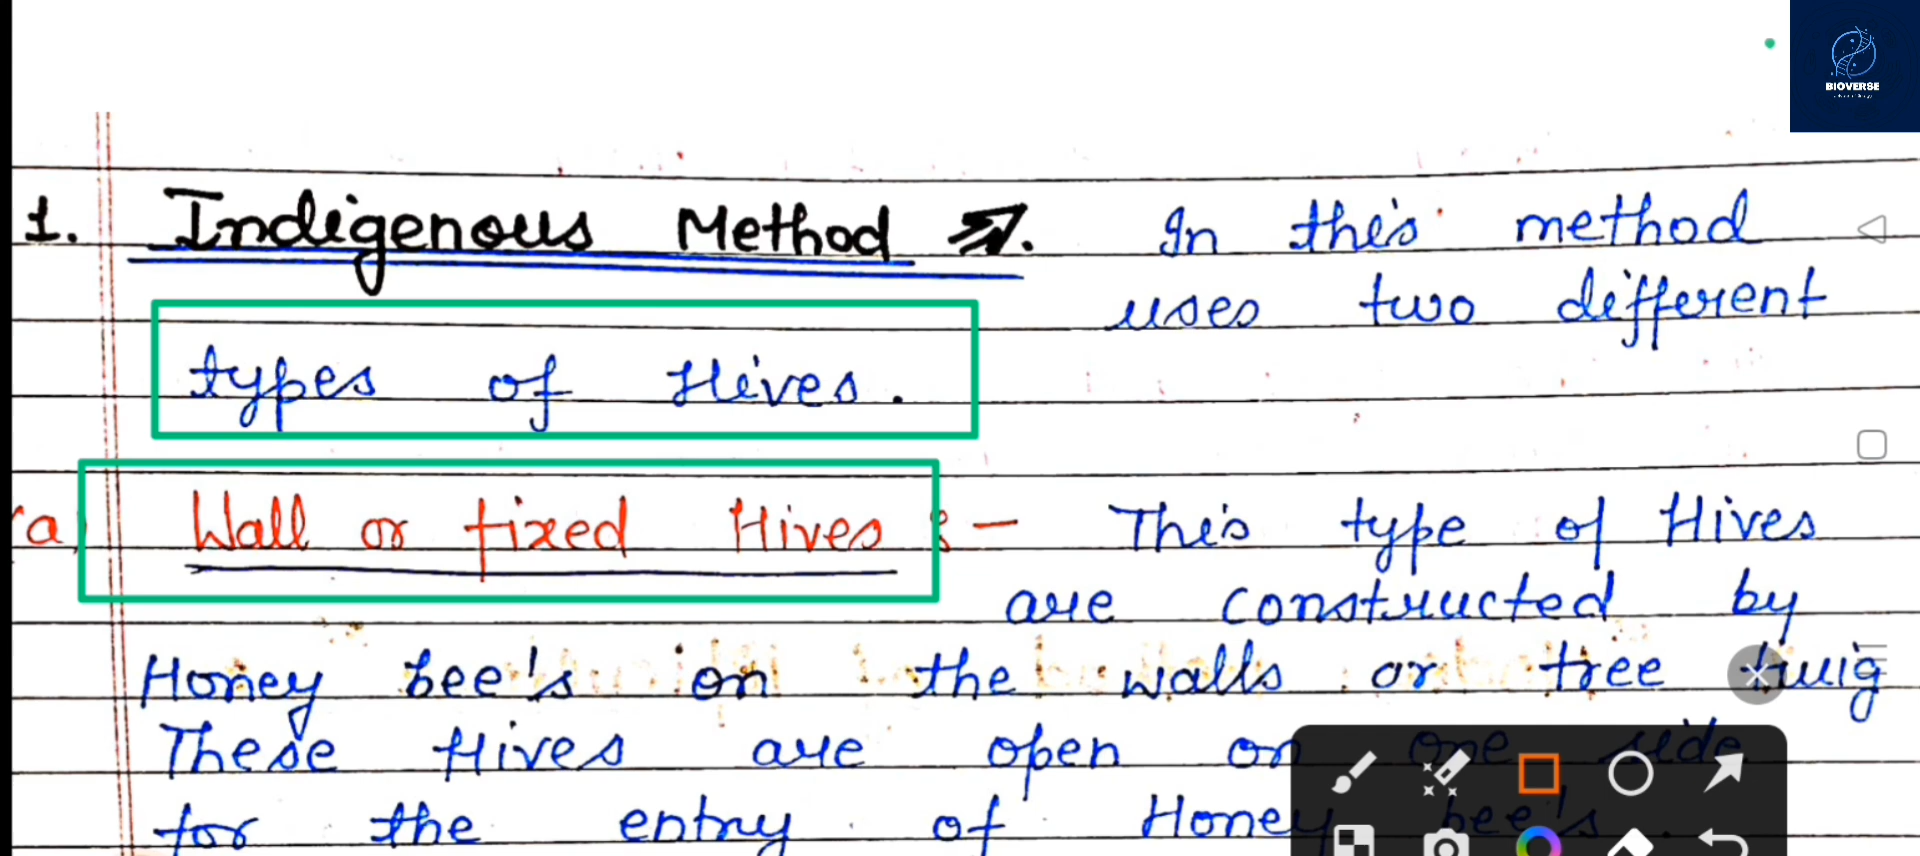 BIOVERSE
1. Indigenous Method ⇒. In this method
uses two different
types of Hives.
(a) Wall or fixed Hives :- This type of Hives
are constructed by
Honey bee's on the walls or tree twig
These Hives are open on one side
for the entry of Honey bee's.